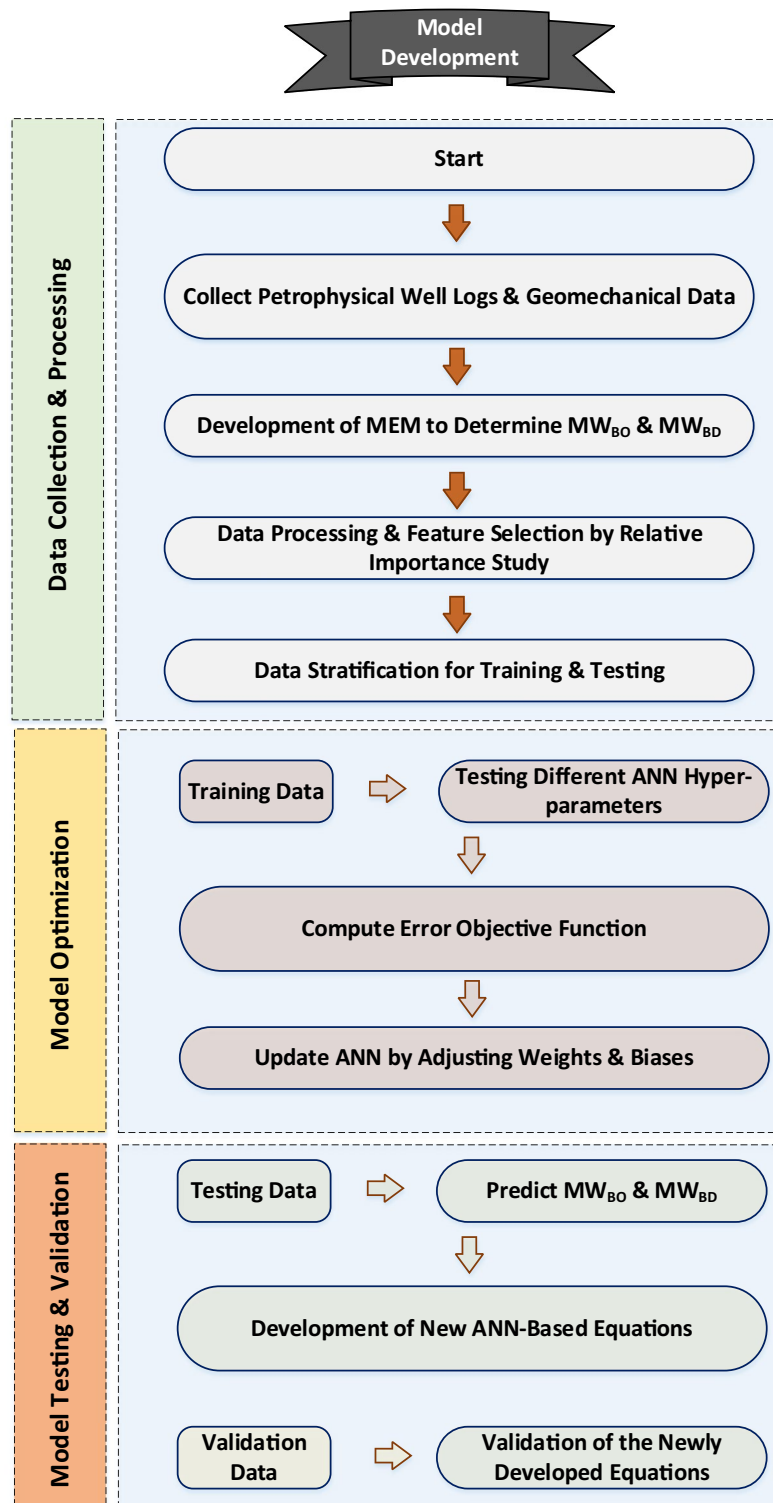 Model
Development
Data Collection & Processing
Start
Collect Petrophysical Well Logs & Geomechanical Data
Development of MEM to Determine MWBO & MWBD
Data Processing & Feature Selection by Relative
Importance Study
Data Stratification for Training & Testing
Model Optimization
Training Data
Testing Different ANN Hyper-
parameters
Compute Error Objective Function
Update ANN by Adjusting Weights & Biases
Model Testing & Validation
Testing Data
Predict MWBO & MWBD
Development of New ANN-Based Equations
Validation
Data
Validation of the Newly
Developed Equations